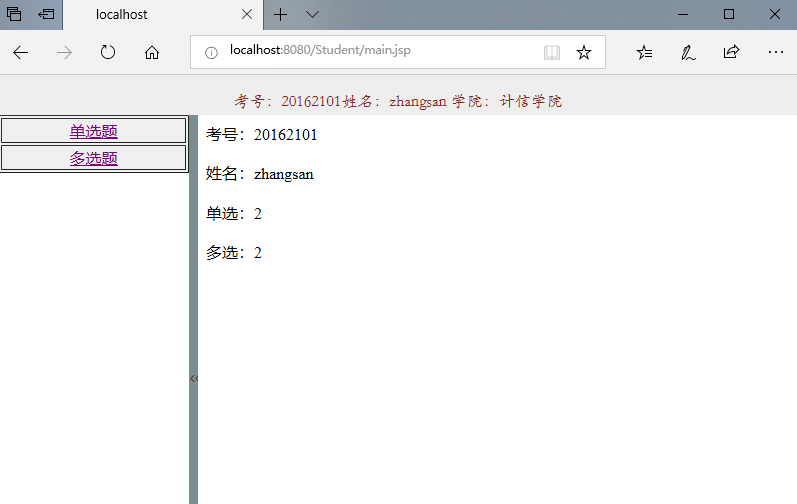 localhost
localhost:8080/Student/main.jsp
考号：20162101姓名：zhangsan 学院：计信学院
单选题
多选题
考号：20162101
姓名：zhangsan
单选：2
多选：2